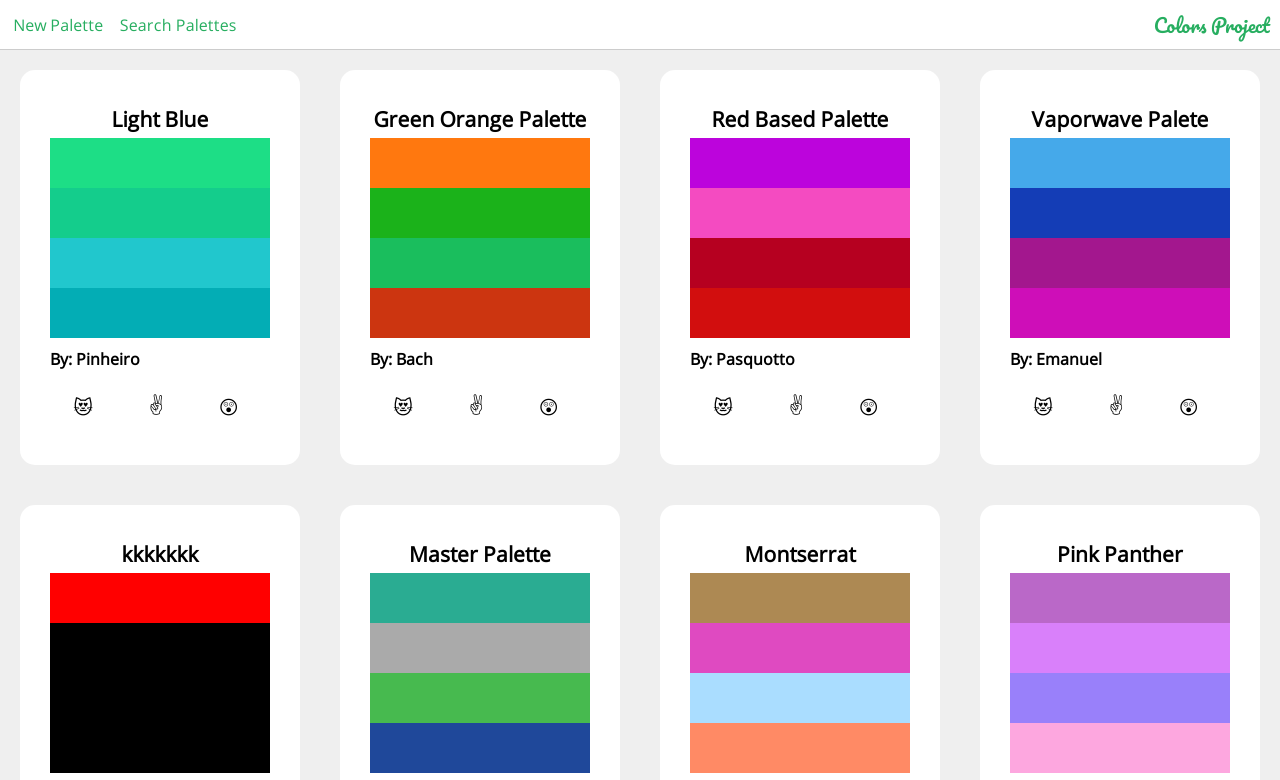 New Palette Search Palettes Colors Project
Light Blue
Green Orange Palette
Red Based Palette
Vaporwave Palete
By: Pinheiro
By: Bach
By: Pasquotto
By: Emanuel
kkkkkkk
Master Palette
Montserrat
Pink Panther